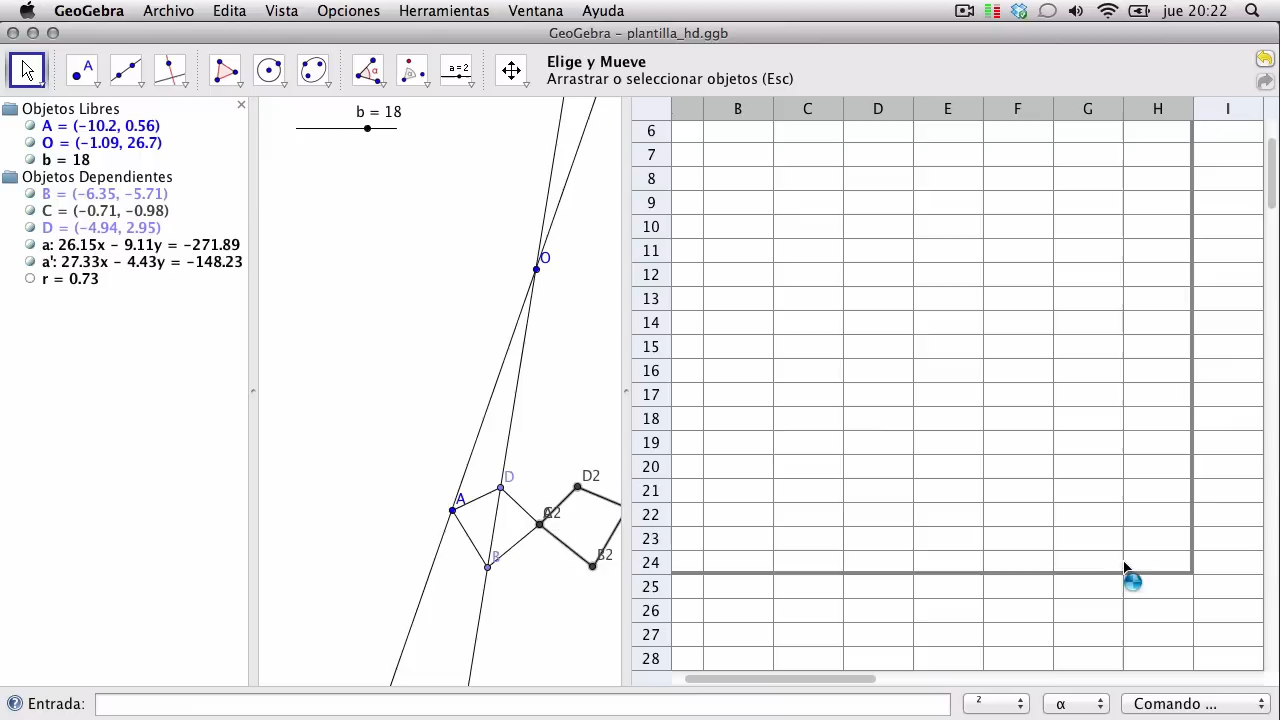 GeoGebra Archivo Edita Vista Opciones Herramientas Ventana Ayuda jue 20:22
GeoGebra – plantilla_hd.ggb
A
α
a=2
Elige y Mueve
Arrastrar o seleccionar objetos (Esc)
Objetos Libres
A = (-10.2, 0.56)
O = (-1.09, 26.7)
b = 18
Objetos Dependientes
B = (-6.35, -5.71)
C = (-0.71, -0.98)
D = (-4.94, 2.95)
a: 26.15x - 9.11y = -271.89
a': 27.33x - 4.43y = -148.23
r = 0.73
b = 18
O
D
A
B
D2
B2
B C D E F G H I
6
7
8
9
10
11
12
13
14
15
16
17
18
19
20
21
22
23
24
25
26
27
28
Entrada: ² α Comando ...